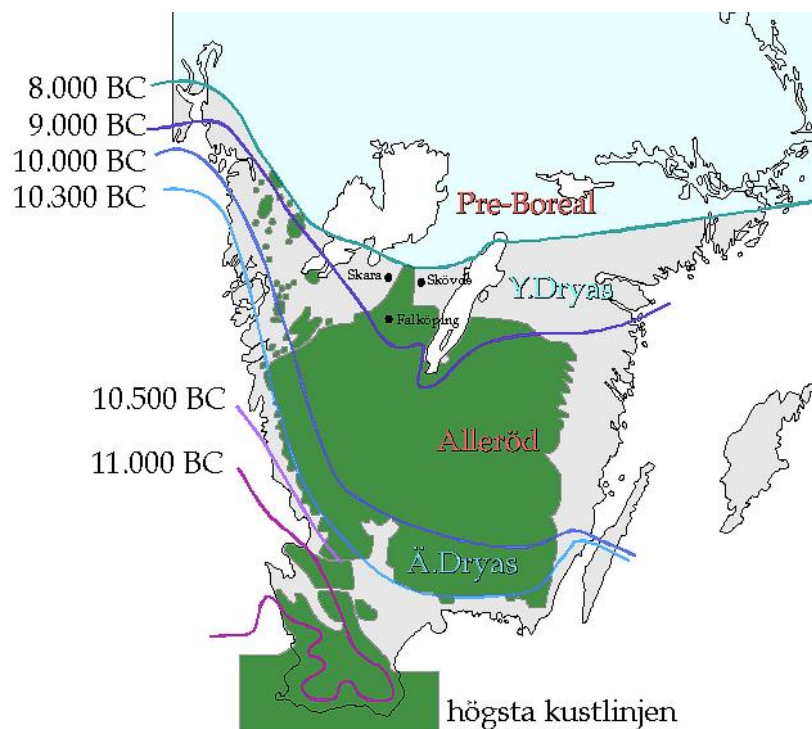 8.000 BC
9.000 BC
10.000 BC
10.300 BC
Pre-Boreal
Skara
Skövde
Y.Dryas
Falköping
10.500 BC
Alleröd
11.000 BC
Ä.Dryas
högsta kustlinjen